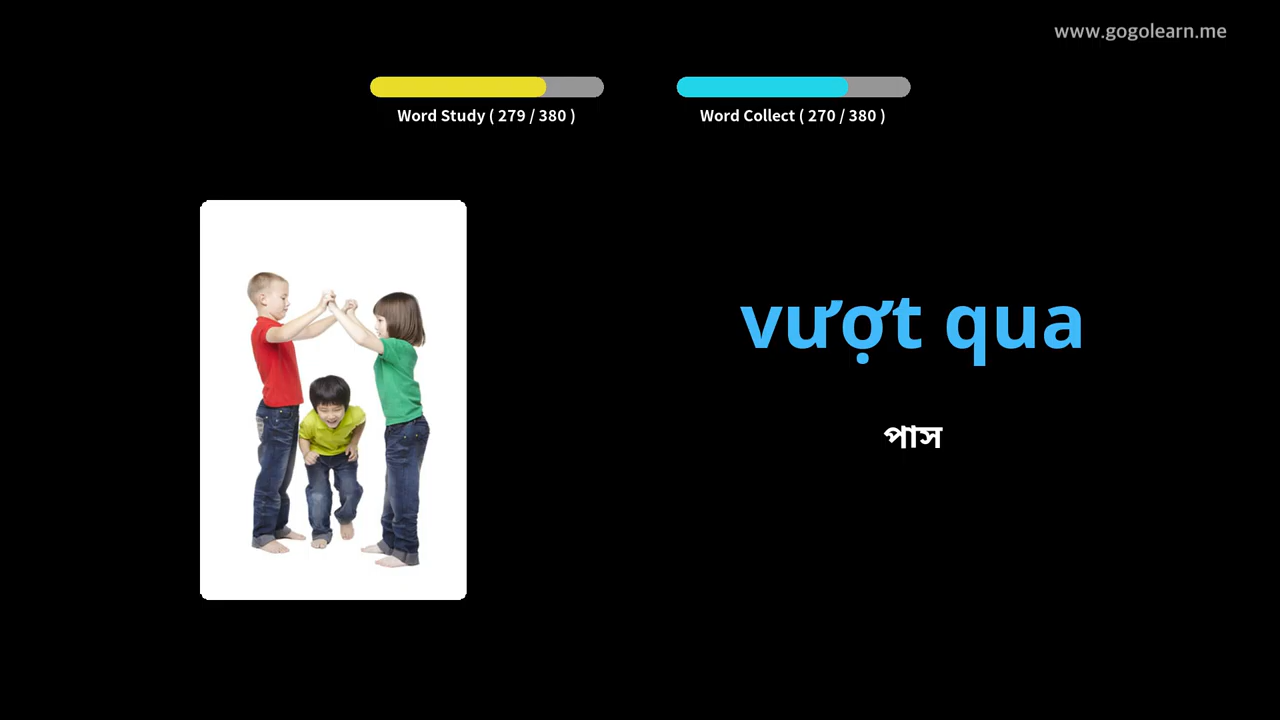 www.gogolearn.me
Word Study ( 279 / 380 )
Word Collect ( 270 / 380 )
vượt qua
পাস